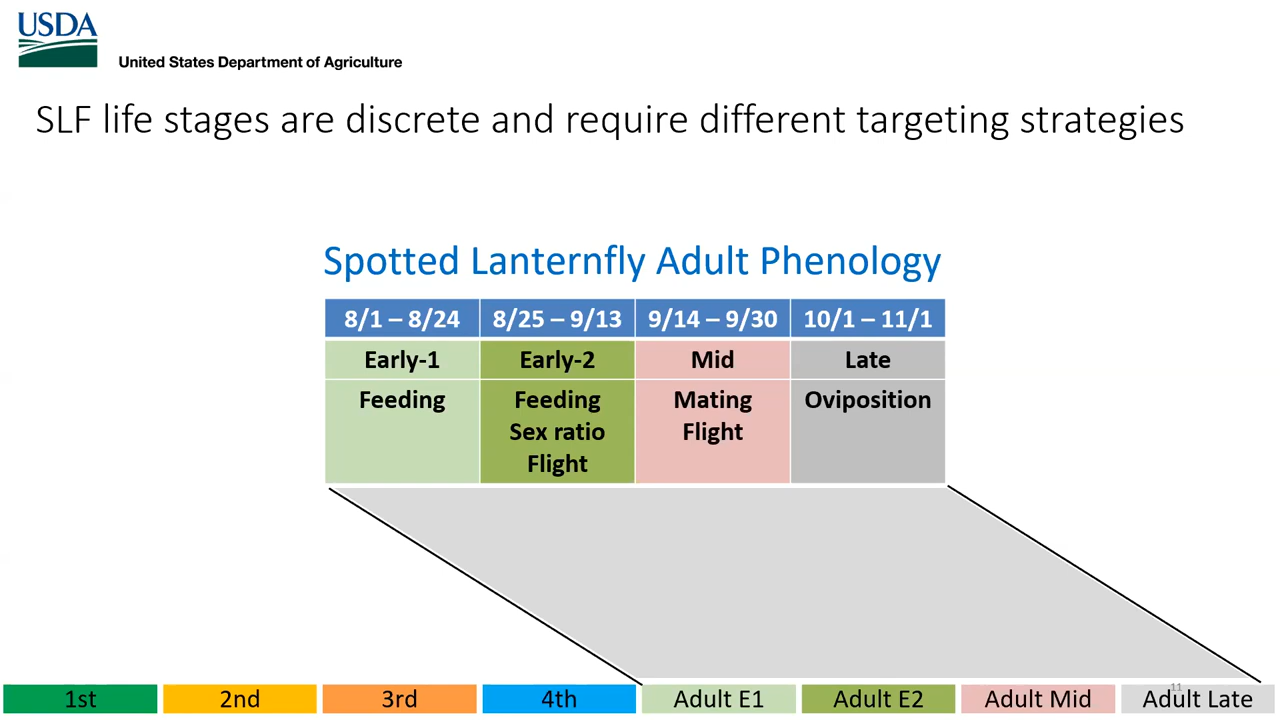 USDA
United States Department of Agriculture
SLF life stages are discrete and require different targeting strategies
Spotted Lanternfly Adult Phenology
8/1 – 8/24 8/25 – 9/13 9/14 – 9/30 10/1 – 11/1
Early-1 Early-2 Mid Late
Feeding Feeding Mating Oviposition
Sex ratio Flight
Flight
11
1st 2nd 3rd 4th Adult E1 Adult E2 Adult Mid Adult Late